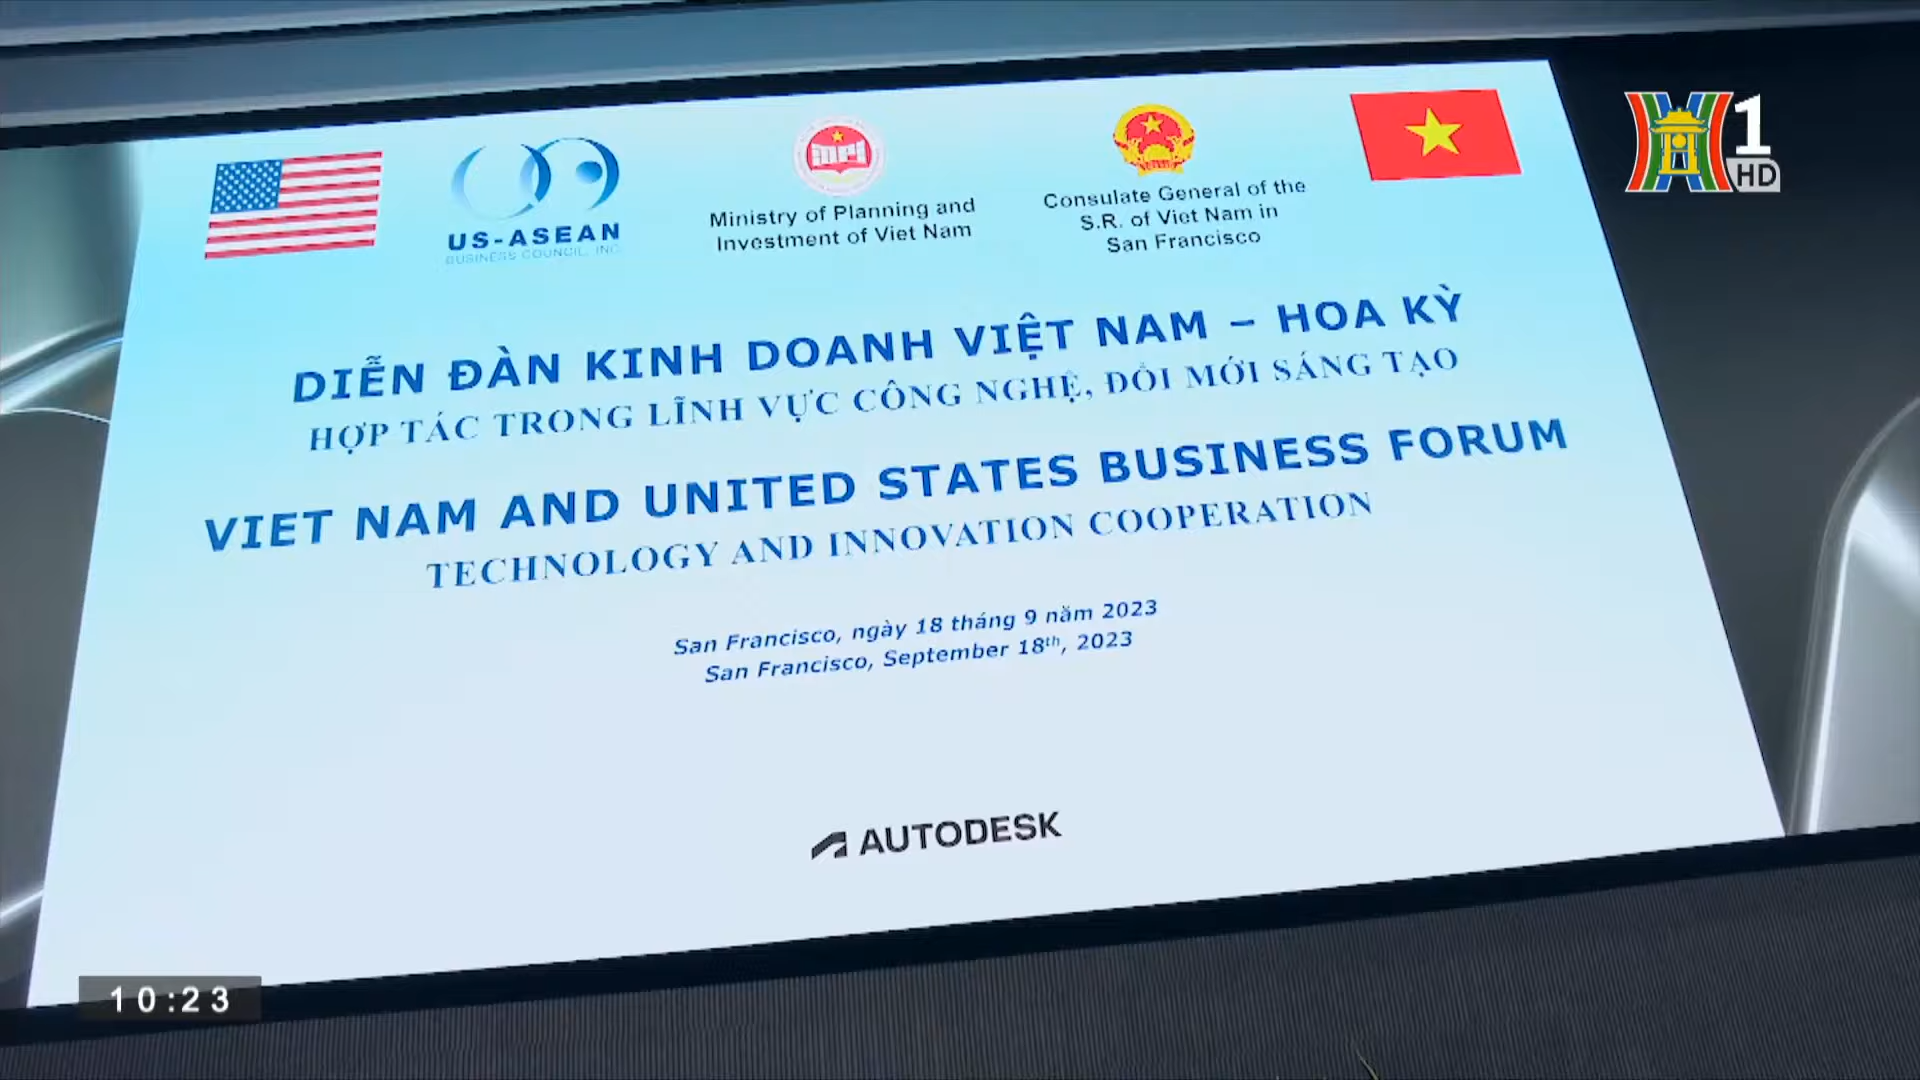 1
HD
US-ASEAN
BUSINESS COUNCIL, INC.
MPI
Ministry of Planning and
Investment of Viet Nam
Consulate General of the
S.R. of Viet Nam in
San Francisco
DIỄN ĐÀN KINH DOANH VIỆT NAM – HOA KỲ
HỢP TÁC TRONG LĨNH VỰC CÔNG NGHỆ, ĐỔI MỚI SÁNG TẠO
VIET NAM AND UNITED STATES BUSINESS FORUM
TECHNOLOGY AND INNOVATION COOPERATION
San Francisco, ngày 18 tháng 9 năm 2023
San Francisco, September 18th, 2023
AUTODESK
10:23